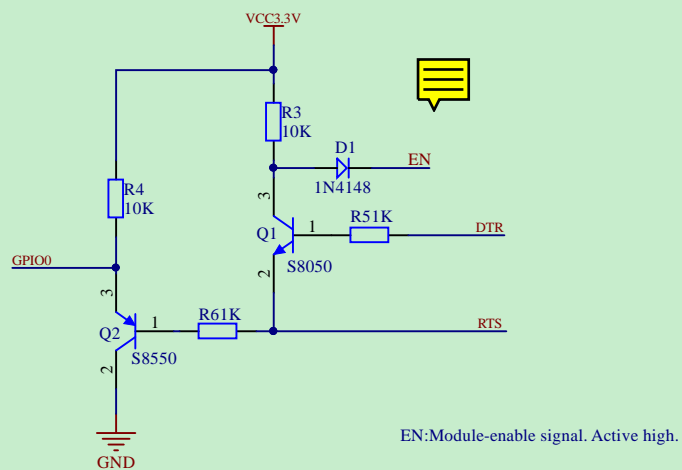 VCC3.3V
R3
10K
D1
EN
1N4148
R4
10K
3
Q1
1
R51K
DTR
2
S8050
GPIO0
3
Q2
1
R61K
RTS
S8550
2
GND
EN:Module-enable signal. Active high.